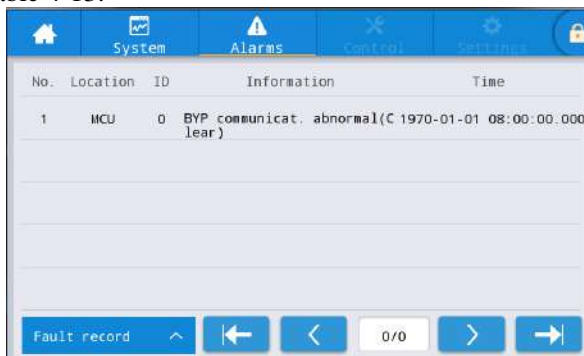 System Alarms Control Settings
No. Location ID Information Time
1 MCU 0 BYP communicat. abnormal(C 1970-01-01 08:00:00.000
lear)
Fault record 0/0